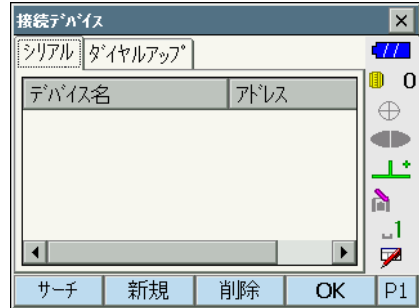 接続ﾃﾞﾊﾞｲｽ
シリアル ﾀﾞｲﾔﾙｱｯﾌﾟ
デバイス名 ｱﾄﾞﾚｽ
0
1
サーチ 新規 削除 OK P1